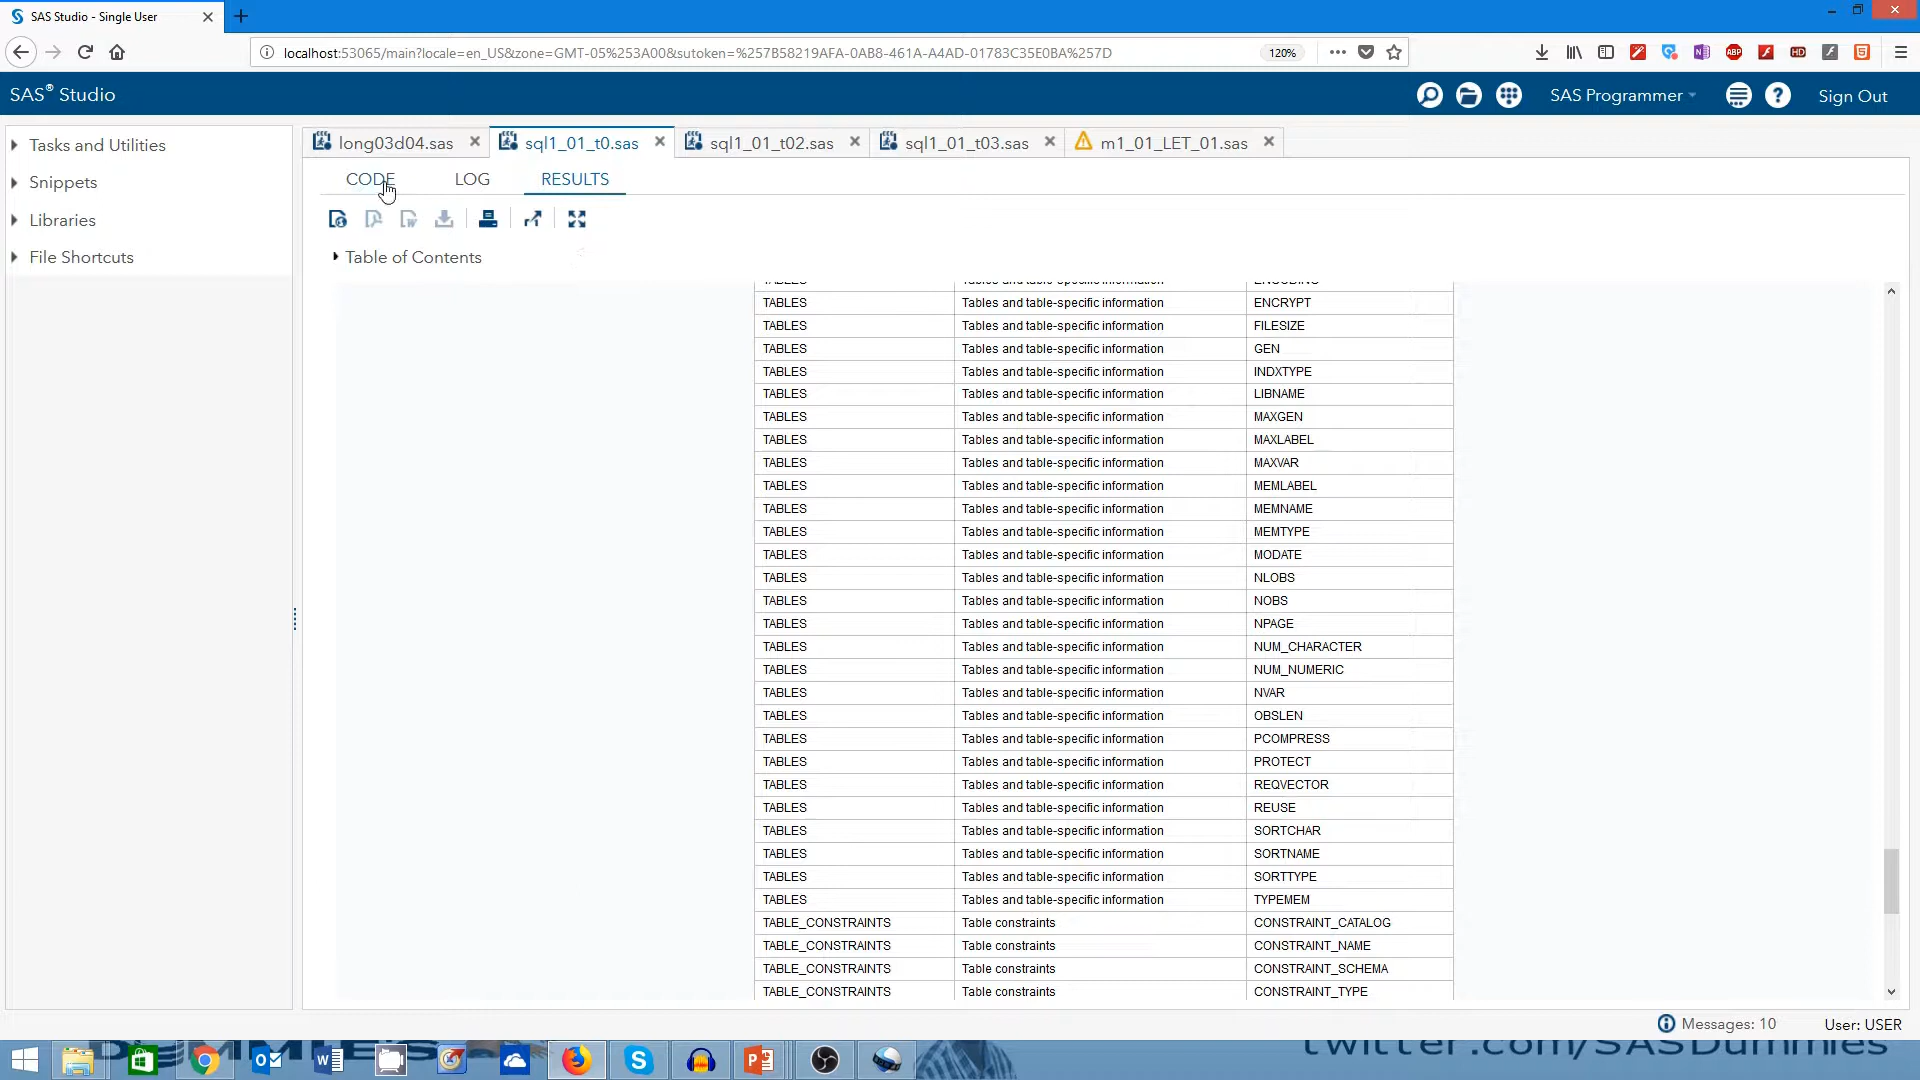 SAS Studio - Single User
localhost:53065/main?locale=en_US&zone=GMT-05%253A00&sutoken=%257B58219AFA-0AB8-461A-A4AD-01783C35E0BA%257D
120%
SAS® Studio
SAS Programmer
Sign Out
Tasks and Utilities
Snippets
Libraries
File Shortcuts
long03d04.sas
sql1_01_t0.sas
sql1_01_t02.sas
sql1_01_t03.sas
m1_01_LET_01.sas
CODE LOG RESULTS
Table of Contents
TABLES Tables and table-specific information ENCODING
TABLES Tables and table-specific information ENCRYPT
TABLES Tables and table-specific information FILESIZE
TABLES Tables and table-specific information GEN
TABLES Tables and table-specific information INDXTYPE
TABLES Tables and table-specific information LIBNAME
TABLES Tables and table-specific information MAXGEN
TABLES Tables and table-specific information MAXLABEL
TABLES Tables and table-specific information MAXVAR
TABLES Tables and table-specific information MEMLABEL
TABLES Tables and table-specific information MEMNAME
TABLES Tables and table-specific information MEMTYPE
TABLES Tables and table-specific information MODATE
TABLES Tables and table-specific information NLOBS
TABLES Tables and table-specific information NOBS
TABLES Tables and table-specific information NPAGE
TABLES Tables and table-specific information NUM_CHARACTER
TABLES Tables and table-specific information NUM_NUMERIC
TABLES Tables and table-specific information NVAR
TABLES Tables and table-specific information OBSLEN
TABLES Tables and table-specific information PCOMPRESS
TABLES Tables and table-specific information PROTECT
TABLES Tables and table-specific information REQVECTOR
TABLES Tables and table-specific information REUSE
TABLES Tables and table-specific information SORTCHAR
TABLES Tables and table-specific information SORTNAME
TABLES Tables and table-specific information SORTTYPE
TABLES Tables and table-specific information TYPEMEM
TABLE_CONSTRAINTS Table constraints CONSTRAINT_CATALOG
TABLE_CONSTRAINTS Table constraints CONSTRAINT_NAME
TABLE_CONSTRAINTS Table constraints CONSTRAINT_SCHEMA
TABLE_CONSTRAINTS Table constraints CONSTRAINT_TYPE
Messages: 10
User: USER
twitter.com/SASDummies